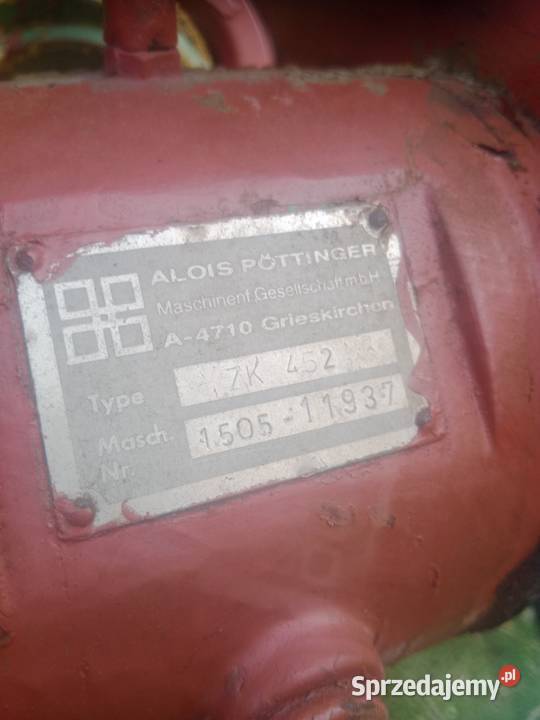 ALOIS PÖTTINGER
Maschinenf. Gesellschaft m.b.H
A-4710 Grieskirchen
Type ZK 452
Masch. Nr. 1505-11937
Sprzedajemy.pl